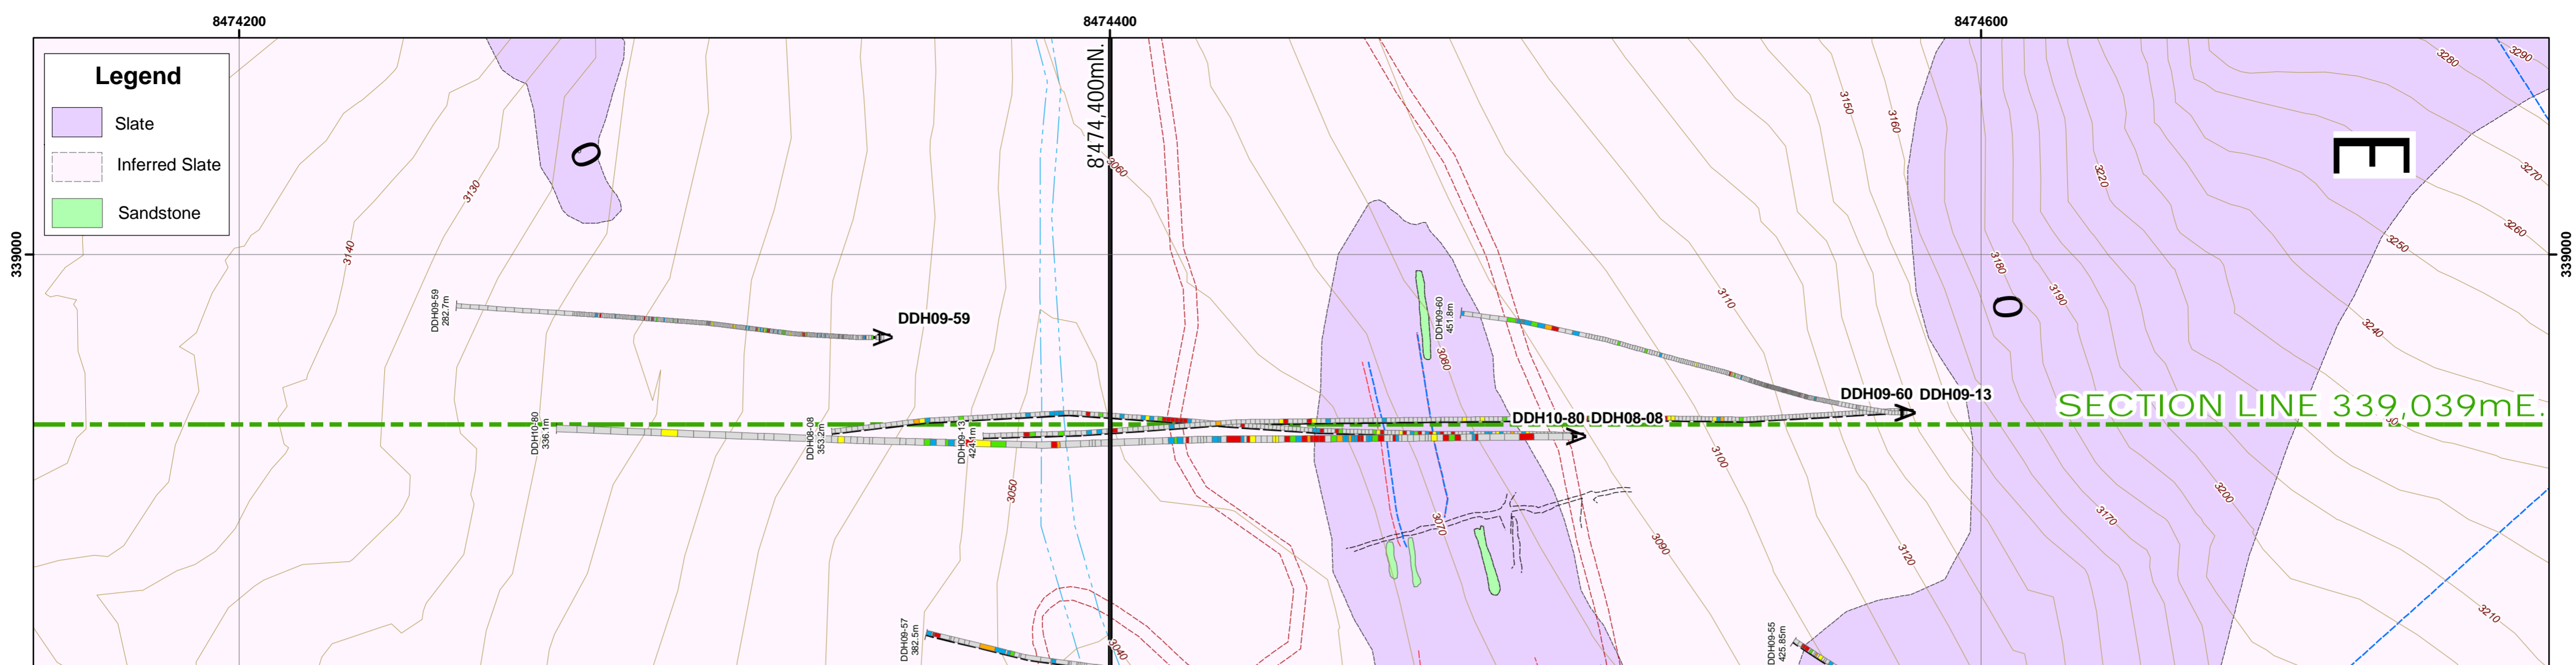 8474200
8474400
8474600
Legend
Slate
Inferred Slate
Sandstone
8'474,400mN.
339000
339000
E
O
O
3290
3280
3270
3260
3250
3240
3220
3210
3200
3190
3180
3170
3160
3150
3140
3130
3120
3110
3100
3090
3080
3070
3060
3050
3040
DDH09-59
282.7m
DDH09-59
DDH09-60
451.8m
DDH09-60 DDH09-13
DDH10-80 DDH08-08
SECTION LINE 339,039mE.
DDH10-80
336.1m
DDH08-08
353.2m
DDH09-13
DDH09-57
382.5m
DDH09-55
425.85m